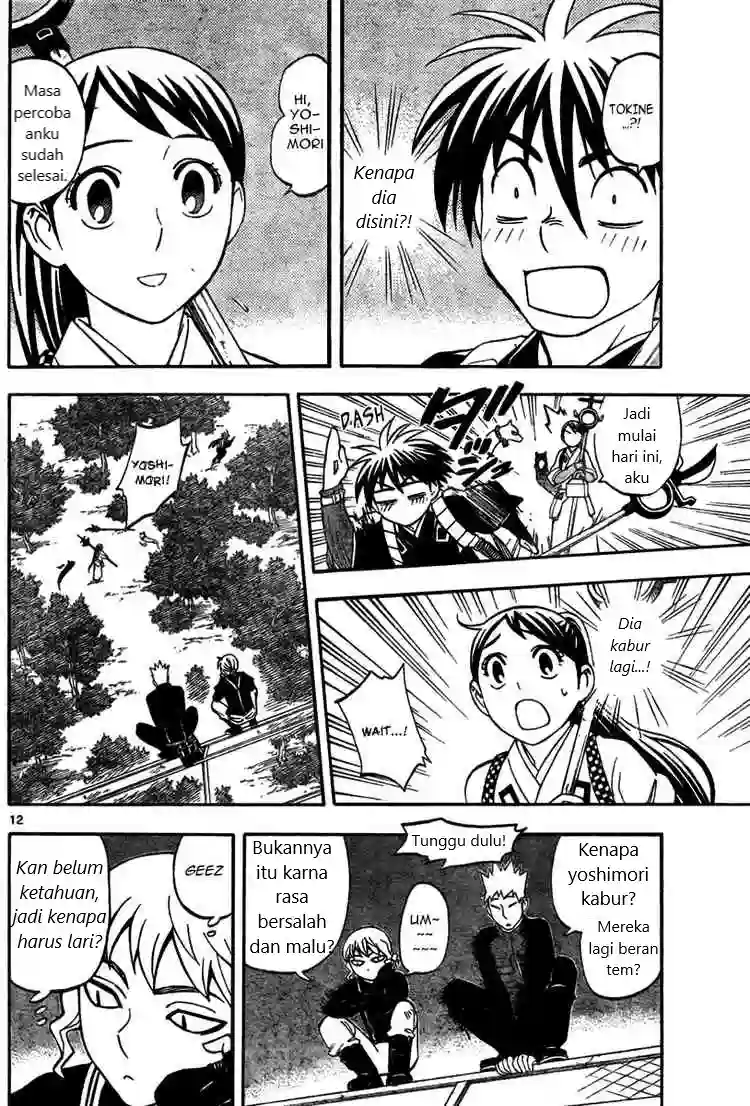 TOKINE
...?!
Kenapa
dia
disini?!
HI,
YO-
SHI-
MORI
Masa
percoba
anku
sudah
selesai.
Jadi
mulai
hari ini,
aku
DASH
ダッ
YOSHI-
MORI!
Dia
kabur
lagi...!
WAIT....!
12
Kenapa
yoshimori
kabur?
Mereka
lagi beran
tem?
Tunggu dulu!
UM~
~~
~~
Bukannya
itu karna
rasa
bersalah
dan malu?
GEEZ
Kan belum
ketahuan,
jadi kenapa
harus lari?